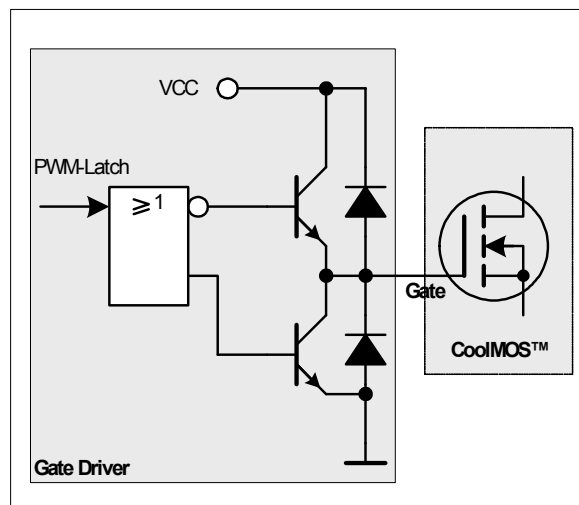 VCC
PWM-Latch
≥1
Gate
CoolMOS™
Gate Driver